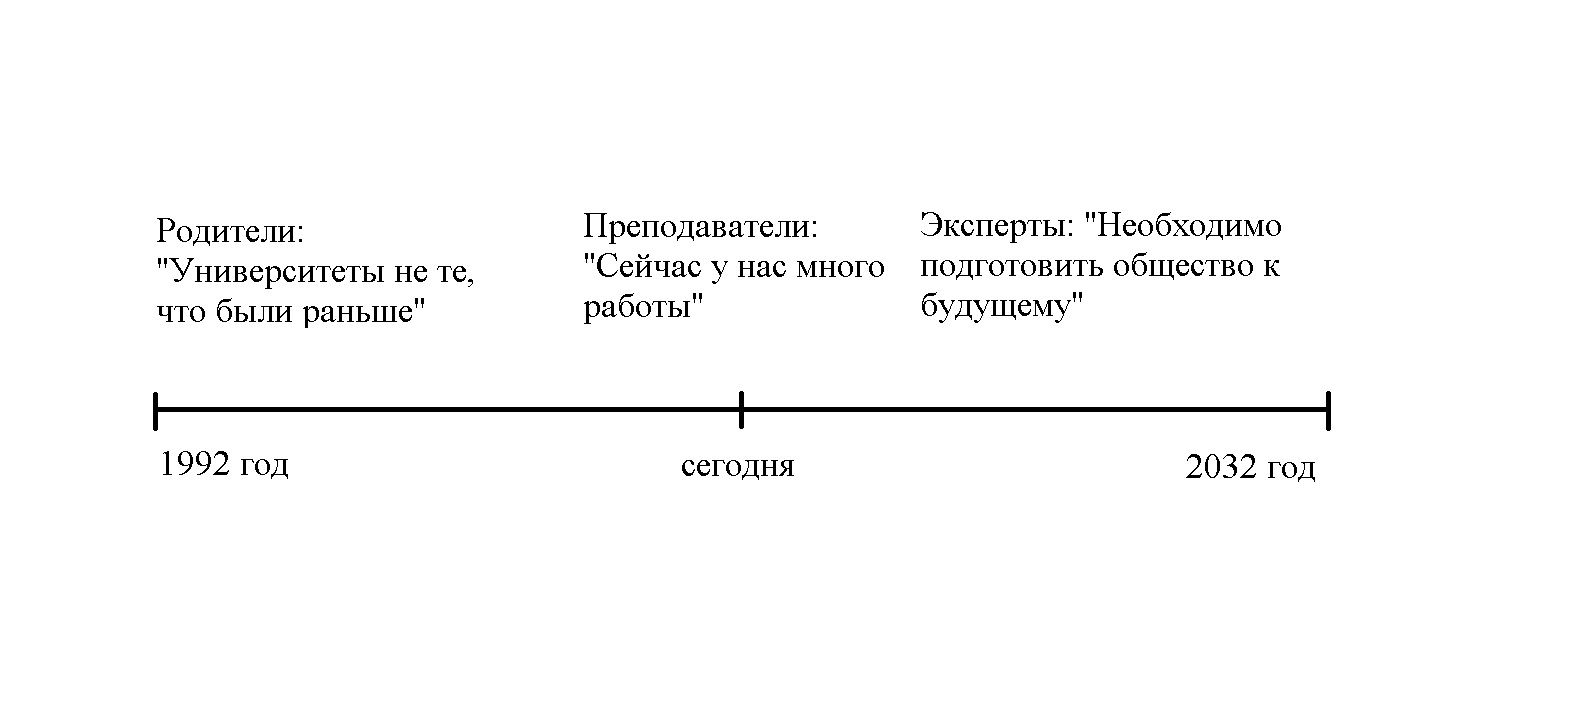 Родители:
"Университеты не те,
что были раньше"
Преподаватели:
"Сейчас у нас много
работы"
Эксперты: "Необходимо
подготовить общество к
будущему"
1992 год
сегодня
2032 год